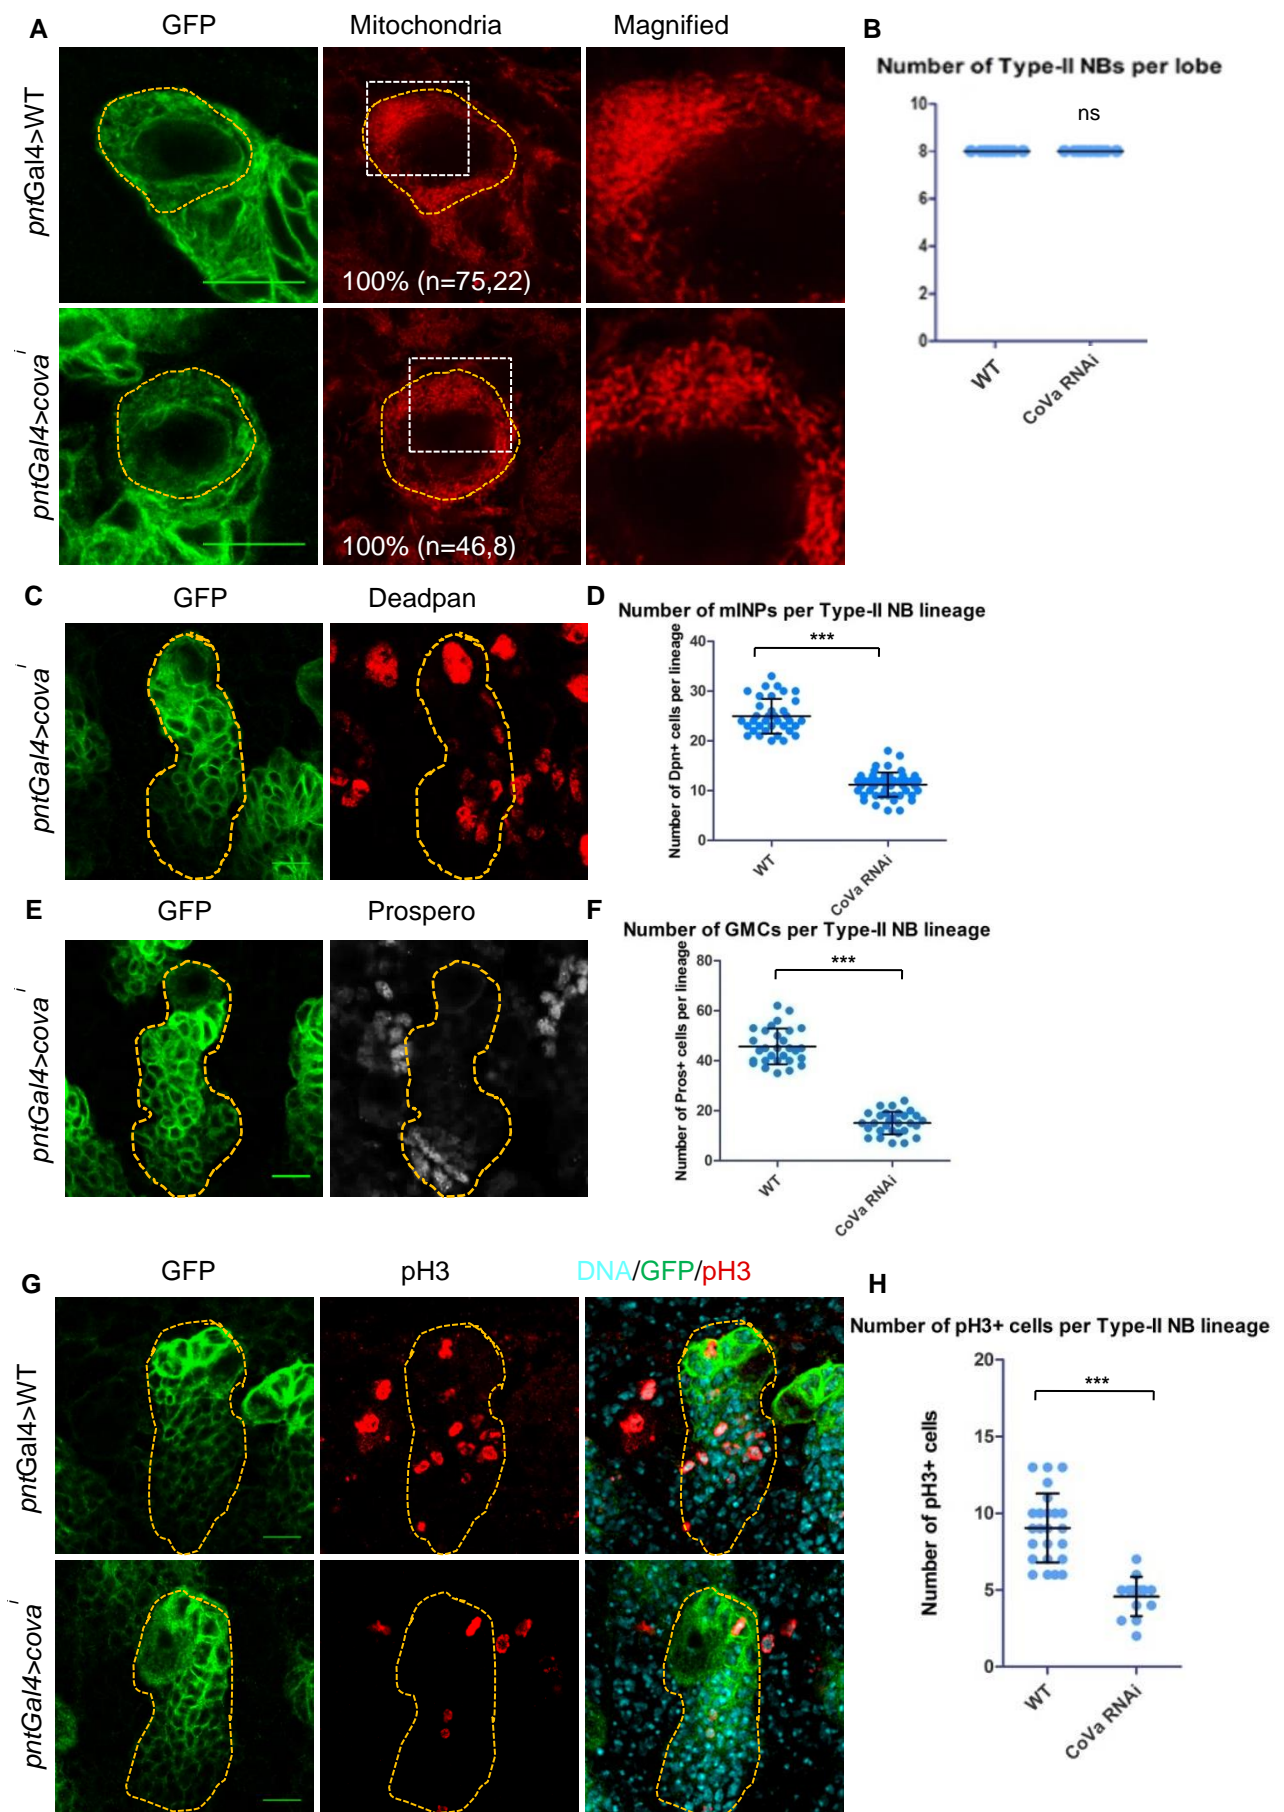 A
GFP
Mitochondria
Magnified
pntGal4>WT
100% (n=75,22)
pntGal4>cova i
100% (n=46,8)
B
Number of Type-II NBs per lobe
10
8
6
4
2
0
ns
WT
CoVa RNAi
C
GFP
Deadpan
pntGal4>cova i
D
Number of mINPs per Type-II NB lineage
Number of Dpn+ cells per lineage
40
30
20
10
0
***
WT
CoVa RNAi
E
GFP
Prospero
pntGal4>cova i
F
Number of GMCs per Type-II NB lineage
Number of Pros+ cells per lineage
80
60
40
20
0
***
WT
CoVa RNAi
G
GFP
pH3
DNA/GFP/pH3
pntGal4>WT
pntGal4>cova i
H
Number of pH3+ cells per Type-II NB lineage
Number of pH3+ cells
20
15
10
5
0
***
WT
CoVa RNAi